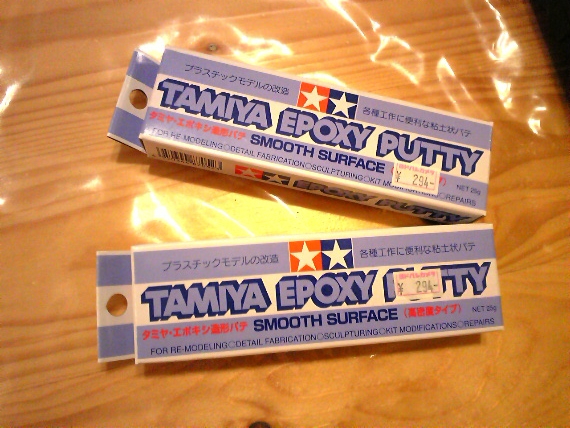 プラスチックモデルの改造
各種工作に便利な粘土状パテ
TAMIYA EPOXY PUTTY
タミヤ・エポキシ造形パテ
SMOOTH SURFACE
¥ 294-
NET 25g
FOR RE-MODELING○DETAIL FABRICATION○SCULPTURING○KIT MODIFICATIONS○REPAIRS
EPOXY PUTTY
プラスチックモデルの改造
各種工作に便利な粘土状パテ
TAMIYA EPOXY PUTTY
¥ 294-
タミヤ・エポキシ造形パテ
SMOOTH SURFACE
(高密度タイプ)
NET 25g
FOR RE-MODELING○DETAIL FABRICATION○SCULPTURING○KIT MODIFICATIONS○REPAIRS